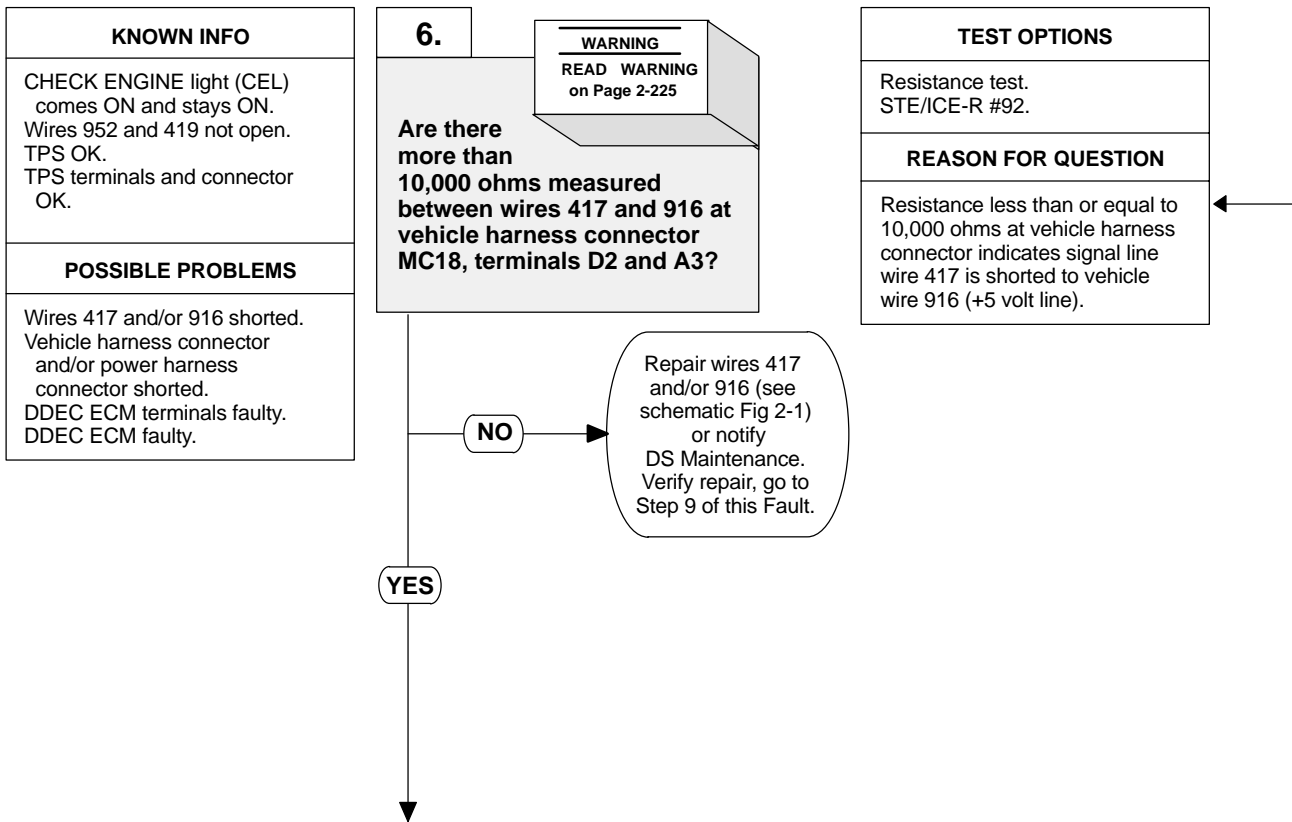 KNOWN INFO
CHECK ENGINE light (CEL)
comes ON and stays ON.
Wires 952 and 419 not open.
TPS OK.
TPS terminals and connector
OK.
POSSIBLE PROBLEMS
Wires 417 and/or 916 shorted.
Vehicle harness connector
and/or power harness
connector shorted.
DDEC ECM terminals faulty.
DDEC ECM faulty.
6.
WARNING
READ WARNING
on Page 2-225
Are there
more than
10,000 ohms measured
between wires 417 and 916 at
vehicle harness connector
MC18, terminals D2 and A3?
NO
Repair wires 417
and/or 916 (see
schematic Fig 2-1)
or notify
DS Maintenance.
Verify repair, go to
Step 9 of this Fault.
YES
TEST OPTIONS
Resistance test.
STE/ICE-R #92.
REASON FOR QUESTION
Resistance less than or equal to
10,000 ohms at vehicle harness
connector indicates signal line
wire 417 is shorted to vehicle
wire 916 (+5 volt line).